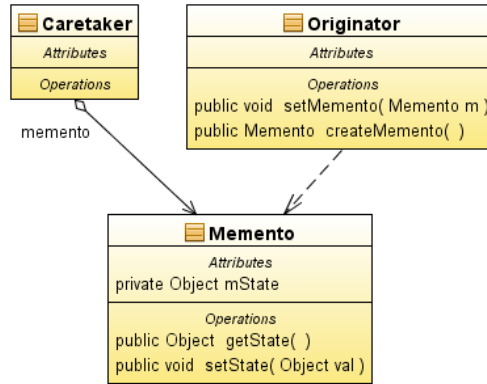 Caretaker
Attributes
Operations
Originator
Attributes
Operations
public void setMemento( Memento m )
public Memento createMemento( )
memento
Memento
Attributes
private Object mState
Operations
public Object getState( )
public void setState( Object val )